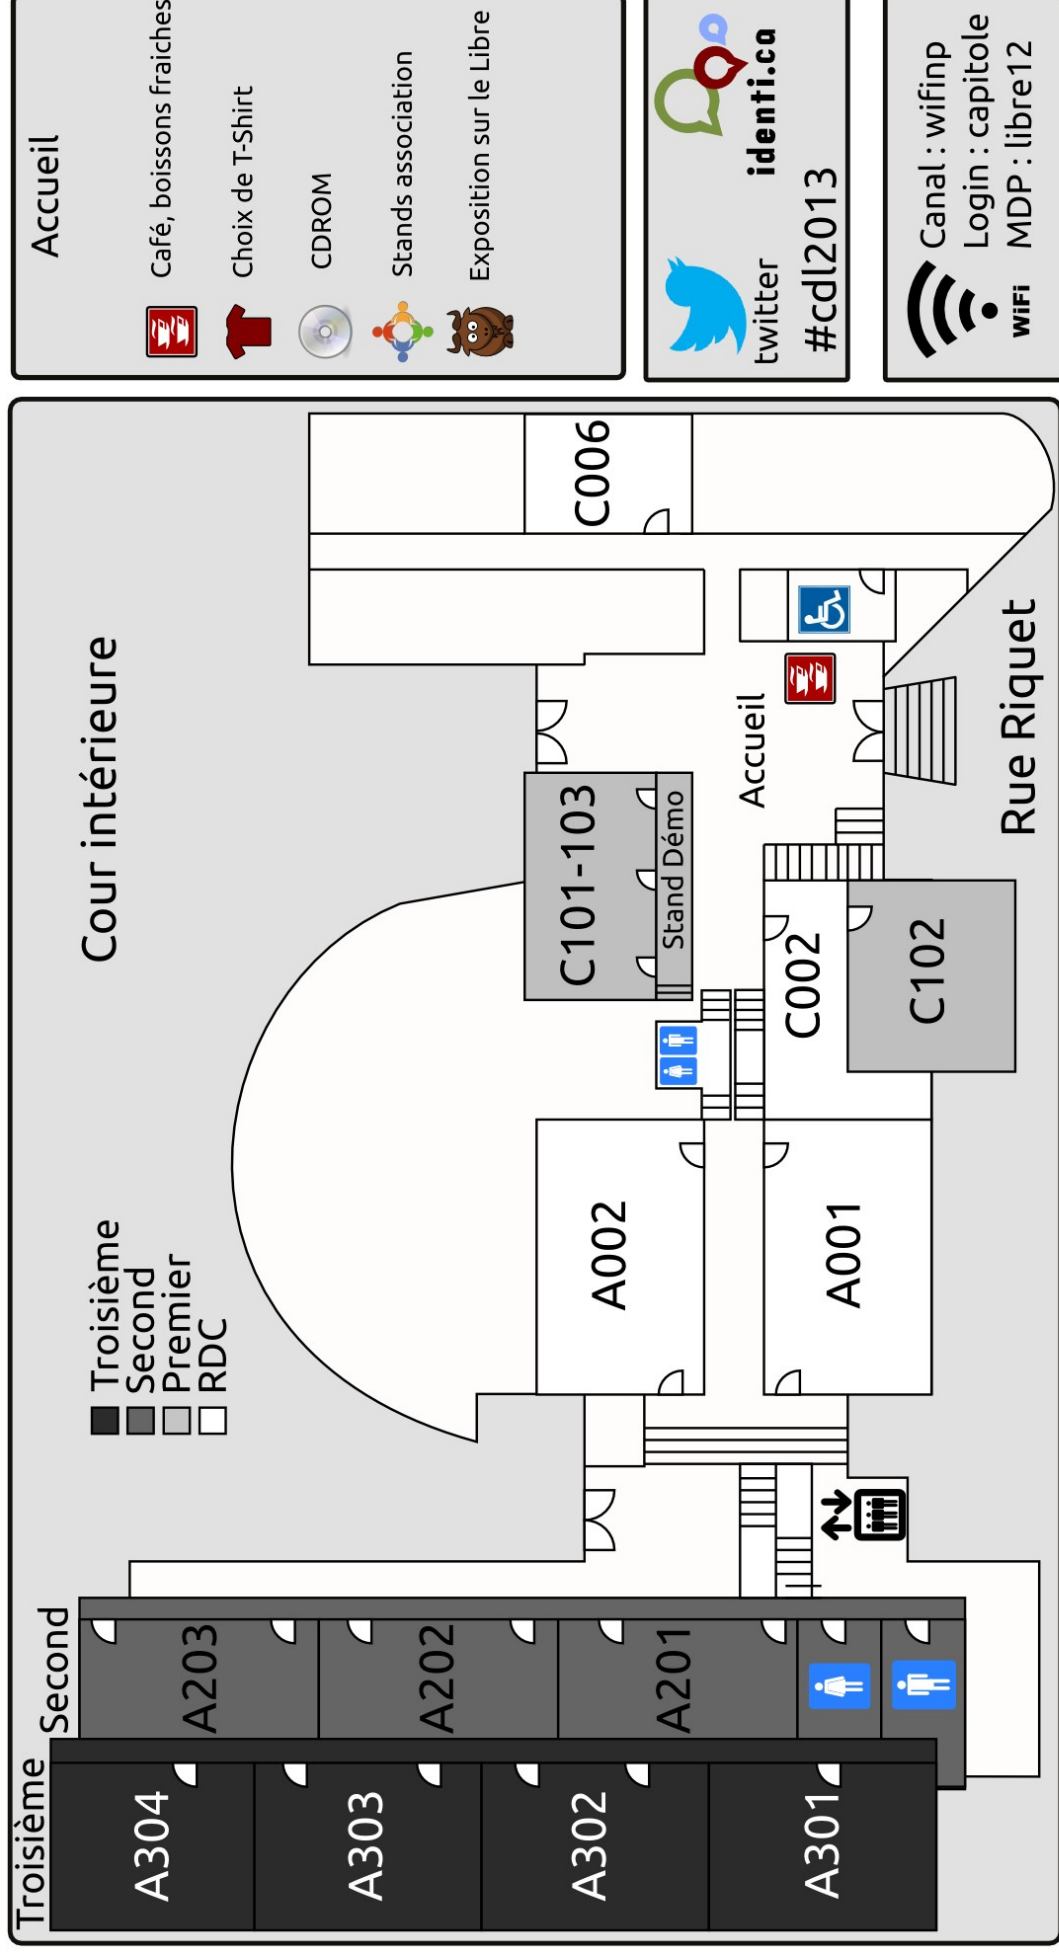 Troisième
Second
Troisième
Second
Premier
RDC
Cour intérieure
A304
A303
A302
A301
A203
A202
A201
A002
A001
C101-103
Stand Démo
C002
C102
Accueil
C006
Rue Riquet
Accueil
Café, boissons fraiches
Choix de T-Shirt
CDROM
Stands association
Exposition sur le Libre
twitter
identi.ca
#cdl2013
WiFi
Canal : wifinp
Login : capitole
MDP : libre12